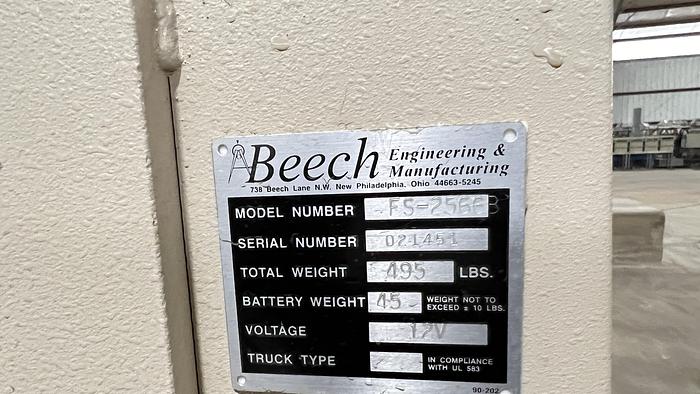 Beech Engineering & Manufacturing
738 Beech Lane N.W. New Philadelphia, Ohio 44663-5245
MODEL NUMBER
SERIAL NUMBER 021451
TOTAL WEIGHT 495 LBS.
BATTERY WEIGHT 45 WEIGHT NOT TO EXCEED ± 10 LBS.
VOLTAGE 12V
TRUCK TYPE IN COMPLIANCE WITH UL 583
90-202